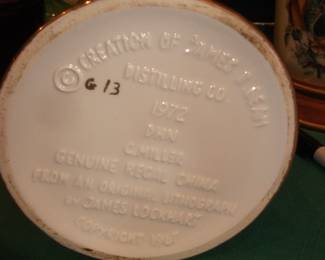 © CREATION OF JAMES B. BEAM
DISTILLING CO.
G 13
1972
C. MILLER
GENUINE REGAL CHINA
FROM AN ORIGINAL LITHOGRAPH
BY JAMES LOCKHART
COPYRIGHT